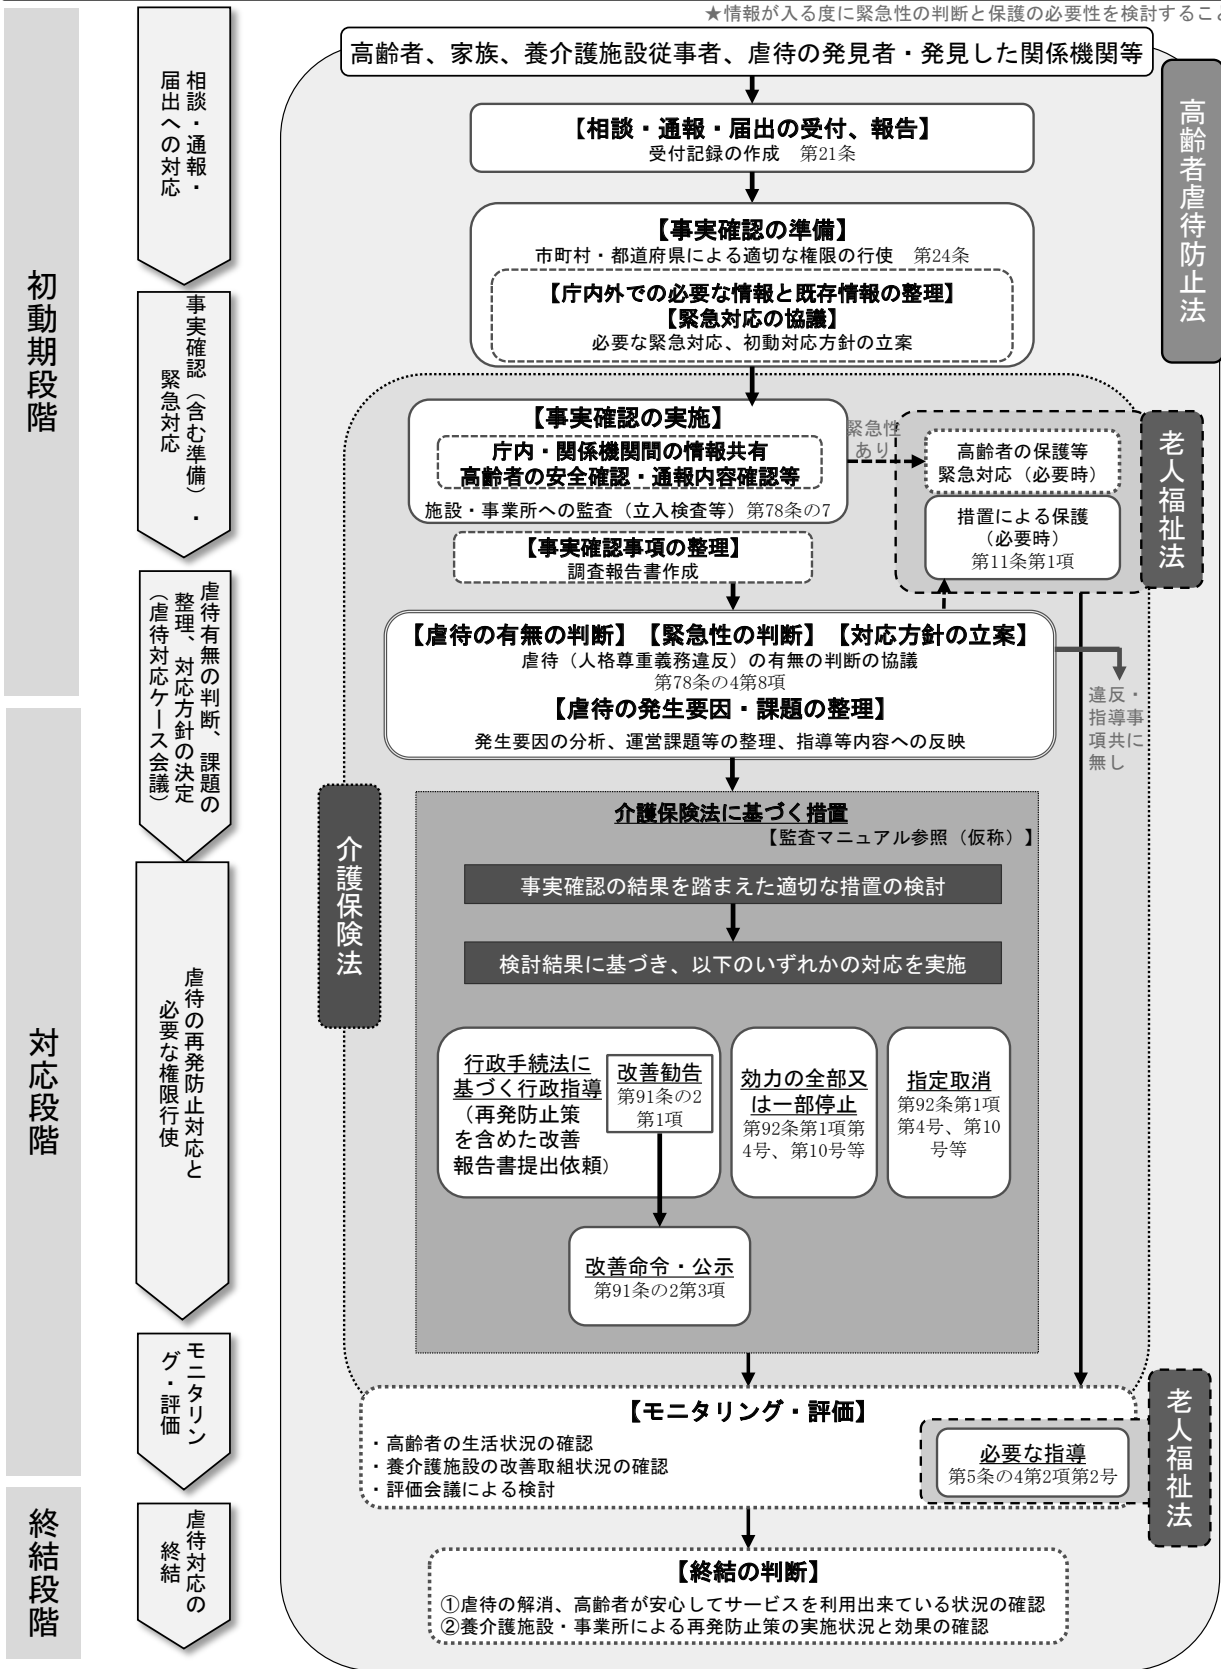 ★情報が入る度に緊急性の判断と保護の必要性を検討するこ
初動期段階
対応段階
終結段階
相談・通報・
届出への対応
事実確認（含む準備）・
緊急対応
虐待有無の判断、課題の
整理、対応方針の決定
（虐待対応ケース会議）
虐待の再発防止対応と
必要な権限行使
モニタリン
グ・評価
虐待対応の
終結
高齢者、家族、養介護施設従事者、虐待の発見者・発見した関係機関等
高齢者虐待防止法
【相談・通報・届出の受付、報告】
受付記録の作成　第21条
【事実確認の準備】
市町村・都道府県による適切な権限の行使　第24条
【庁内外での必要な情報と既存情報の整理】
【緊急対応の協議】
必要な緊急対応、初動対応方針の立案
【事実確認の実施】
庁内・関係機関間の情報共有
高齢者の安全確認・通報内容確認等
施設・事業所への監査（立入検査等）第78条の7
緊急性
あり
高齢者の保護等
緊急対応（必要時）
措置による保護
（必要時）
第11条第1項
老人福祉法
【事実確認事項の整理】
調査報告書作成
【虐待の有無の判断】【緊急性の判断】【対応方針の立案】
虐待（人格尊重義務違反）の有無の判断の協議
第78条の4第8項
【虐待の発生要因・課題の整理】
発生要因の分析、運営課題等の整理、指導等内容への反映
違反・
指導事
項共に
無し
介護保険法
介護保険法に基づく措置
【監査マニュアル参照（仮称）】
事実確認の結果を踏まえた適切な措置の検討
検討結果に基づき、以下のいずれかの対応を実施
行政手続法に
基づく行政指導
（再発防止策
を含めた改善
報告書提出依頼）
改善勧告
第91条の2
第1項
効力の全部又
は一部停止
第92条第1項第
4号、第10号等
指定取消
第92条第1項
第4号、第10
号等
改善命令・公示
第91条の2第3項
【モニタリング・評価】
・高齢者の生活状況の確認
・養介護施設の改善取組状況の確認
・評価会議による検討
必要な指導
第5条の4第2項第2号
老人福祉法
【終結の判断】
①虐待の解消、高齢者が安心してサービスを利用出来ている状況の確認
②養介護施設・事業所による再発防止策の実施状況と効果の確認